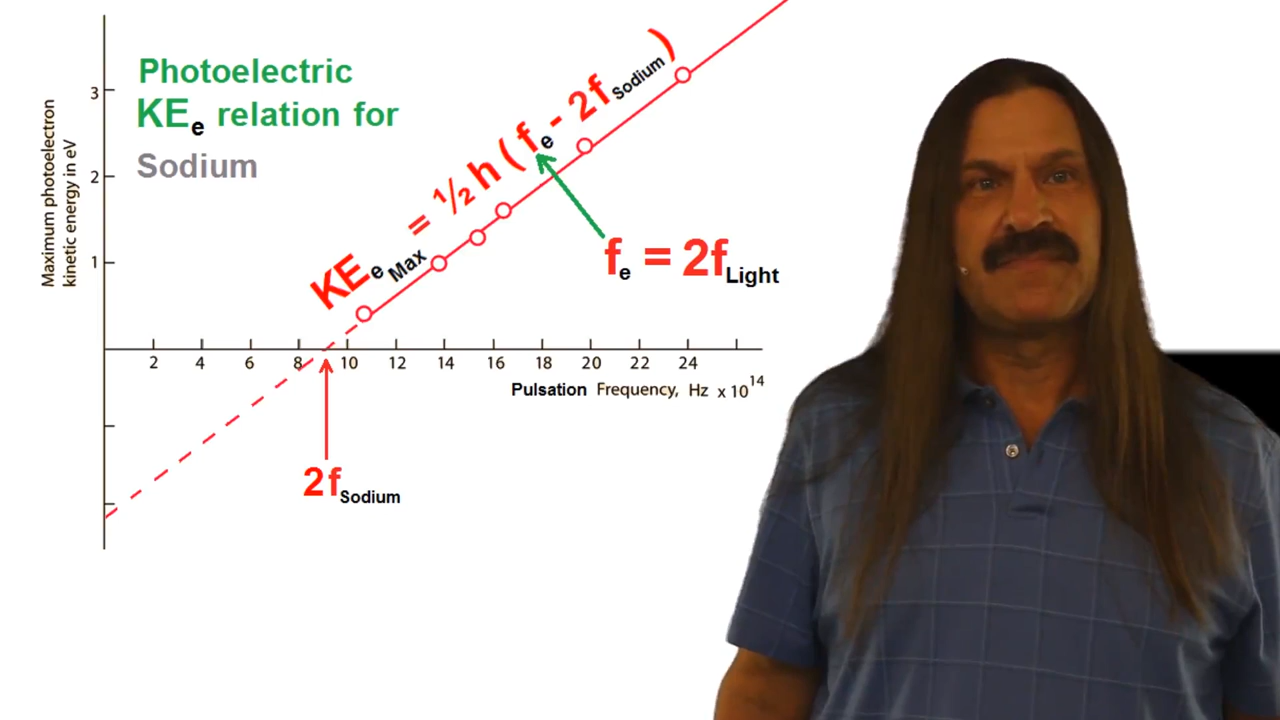 Photoelectric
KEe relation for
Sodium
Maximum photoelectron
kinetic energy in eV
3
2
1
KEe Max = ½ h ( fe - 2f Sodium )
fe = 2f Light
2 4 6 8 10 12 14 16 18 20 22 24
Pulsation Frequency, Hz x 10^14
2f Sodium